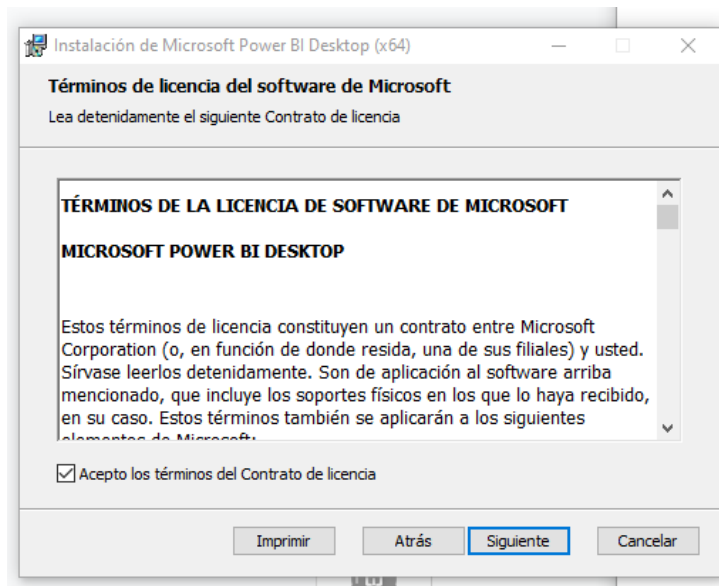 Instalación de Microsoft Power BI Desktop (x64)
Términos de licencia del software de Microsoft
Lea detenidamente el siguiente Contrato de licencia
TÉRMINOS DE LA LICENCIA DE SOFTWARE DE MICROSOFT
MICROSOFT POWER BI DESKTOP
Estos términos de licencia constituyen un contrato entre Microsoft
Corporation (o, en función de donde resida, una de sus filiales) y usted.
Sírvase leerlos detenidamente. Son de aplicación al software arriba
mencionado, que incluye los soportes físicos en los que lo haya recibido,
en su caso. Estos términos también se aplicarán a los siguientes
elementos de Microsoft:
Acepto los términos del Contrato de licencia
Imprimir Atrás Siguiente Cancelar